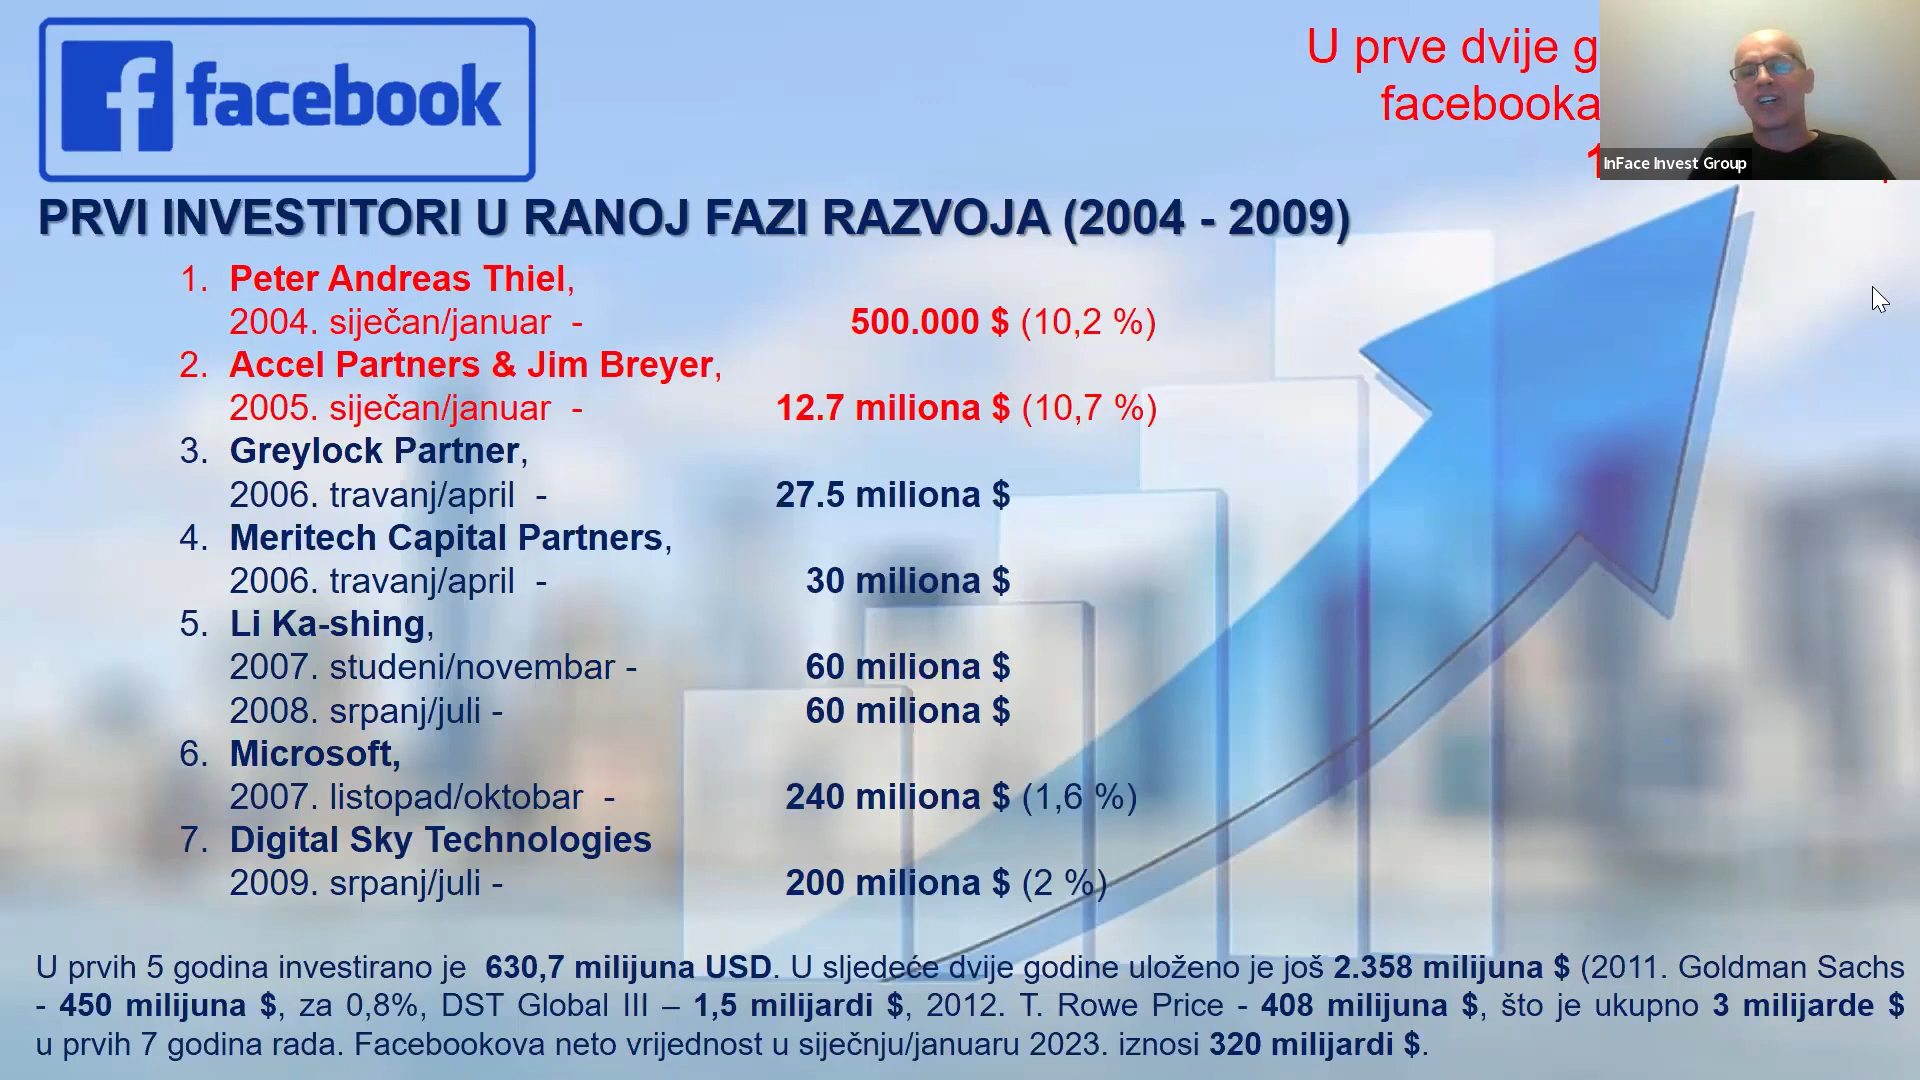 facebook
U prve dvije g
facebooka
1
InFace Invest Group
PRVI INVESTITORI U RANOJ FAZI RAZVOJA (2004 - 2009)
1. Peter Andreas Thiel,
2004. siječan/januar - 500.000 $ (10,2 %)
2. Accel Partners & Jim Breyer,
2005. siječan/januar - 12.7 miliona $ (10,7 %)
3. Greylock Partner,
2006. travanj/april - 27.5 miliona $
4. Meritech Capital Partners,
2006. travanj/april - 30 miliona $
5. Li Ka-shing,
2007. studeni/novembar - 60 miliona $
2008. srpanj/juli - 60 miliona $
6. Microsoft,
2007. listopad/oktobar - 240 miliona $ (1,6 %)
7. Digital Sky Technologies
2009. srpanj/juli - 200 miliona $ (2 %)
U prvih 5 godina investirano je 630,7 milijuna USD. U sljedeće dvije godine uloženo je još 2.358 milijuna $ (2011. Goldman Sachs
- 450 milijuna $, za 0,8%, DST Global III – 1,5 milijardi $, 2012. T. Rowe Price - 408 milijuna $, što je ukupno 3 milijarde $
u prvih 7 godina rada. Facebookova neto vrijednost u siječnju/januaru 2023. iznosi 320 milijardi $.